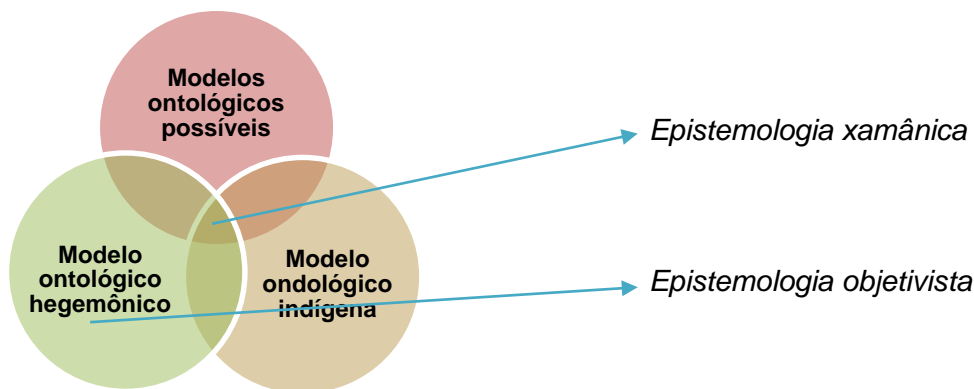 Modelos
ontológicos
possíveis
Epistemologia xamânica
Modelo
ontológico
hegemônico
Modelo
ondológico
indígena
Epistemologia objetivista